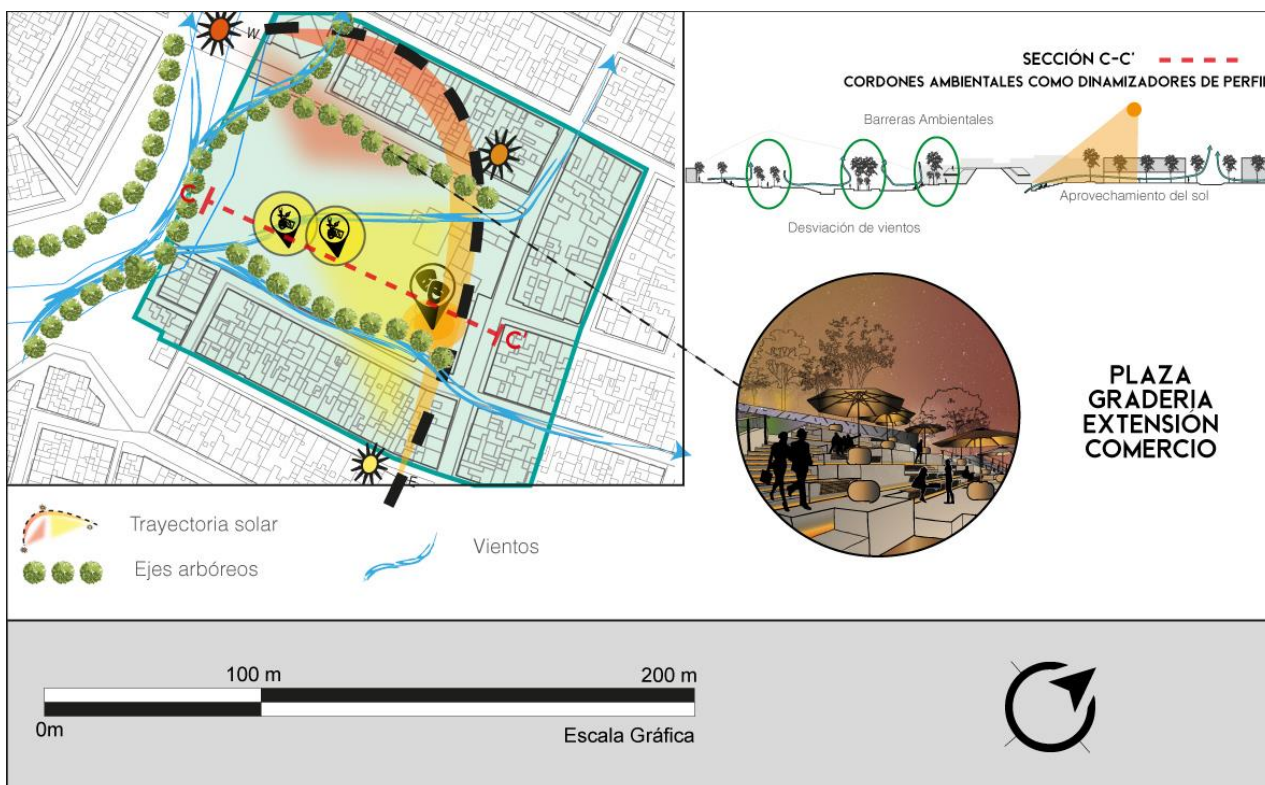 W
SECCIÓN C-C'
CORDONES AMBIENTALES COMO DINAMIZADORES DE PERFI
Barreras Ambientales
Aprovechamiento del sol
Desviación de vientos
C
C'
E
PLAZA
GRADERIA
EXTENSIÓN
COMERCIO
Trayectoria solar
Vientos
Ejes arbóreos
100 m
200 m
0m
Escala Gráfica